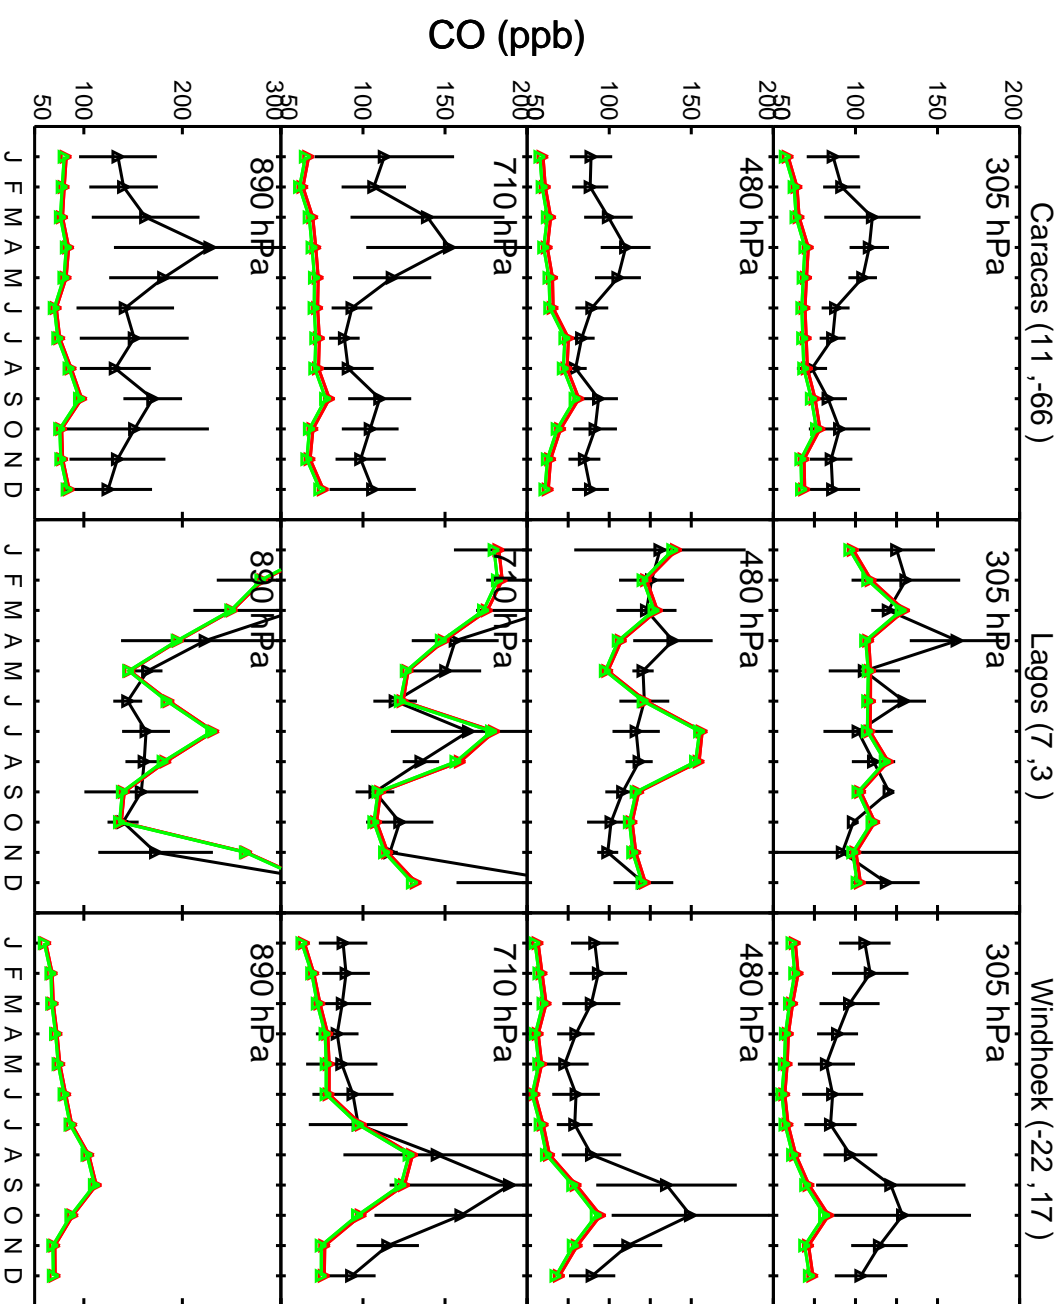 CO (ppb)
Caracas (11 ,-66 )
Lagos (7 ,3 )
Windhoek (-22 ,17 )
200
150
100
50
305 hPa
305 hPa
305 hPa
200
150
100
50
480 hPa
480 hPa
480 hPa
200
150
100
50
710 hPa
710 hPa
710 hPa
300
200
100
50
890 hPa
890 hPa
890 hPa
J F M A M J J A S O N D
J F M A M J J A S O N D
J F M A M J J A S O N D